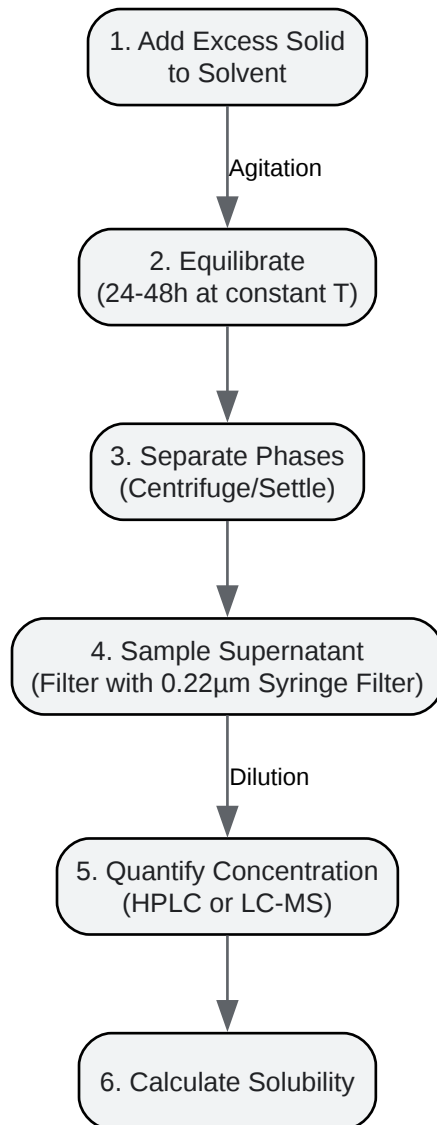 1. Add Excess Solid
to Solvent
Agitation
2. Equilibrate
(24-48h at constant T)
3. Separate Phases
(Centrifuge/Settle)
4. Sample Supernatant
(Filter with 0.22µm Syringe Filter)
Dilution
5. Quantify Concentration
(HPLC or LC-MS)
6. Calculate Solubility